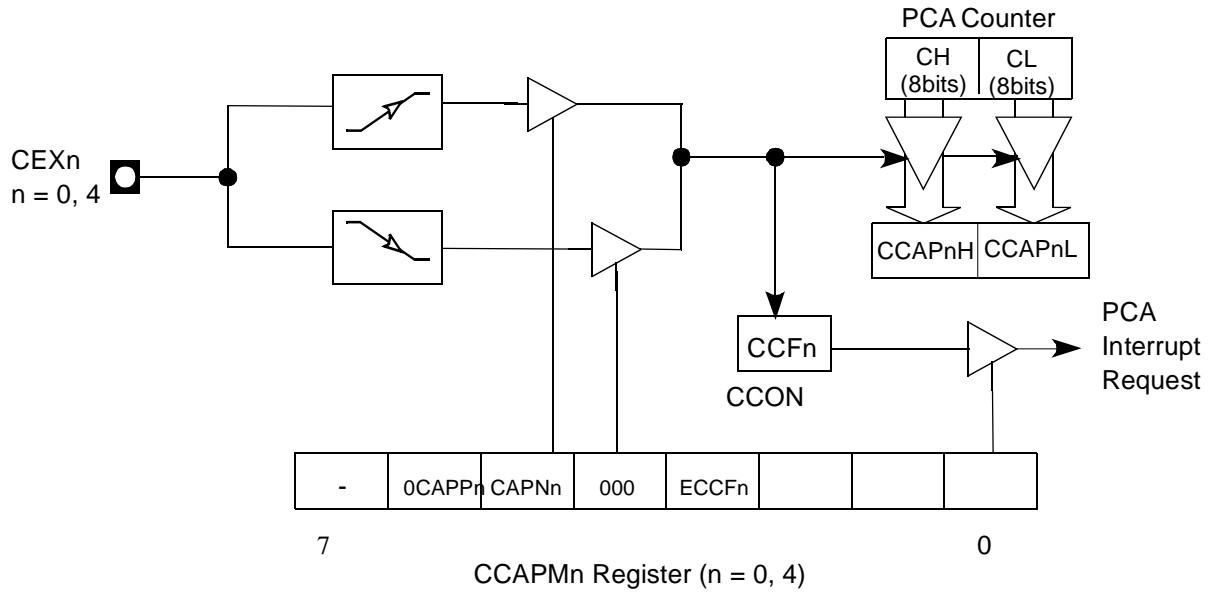 PCA Counter
CH
(8bits)
CL
(8bits)
CEXn
n = 0, 4
CCAPnH
CCAPnL
CCFn
CCON
PCA
Interrupt
Request
-
0CAPPn
CAPNn
000
ECCFn
7
0
CCAPMn Register (n = 0, 4)